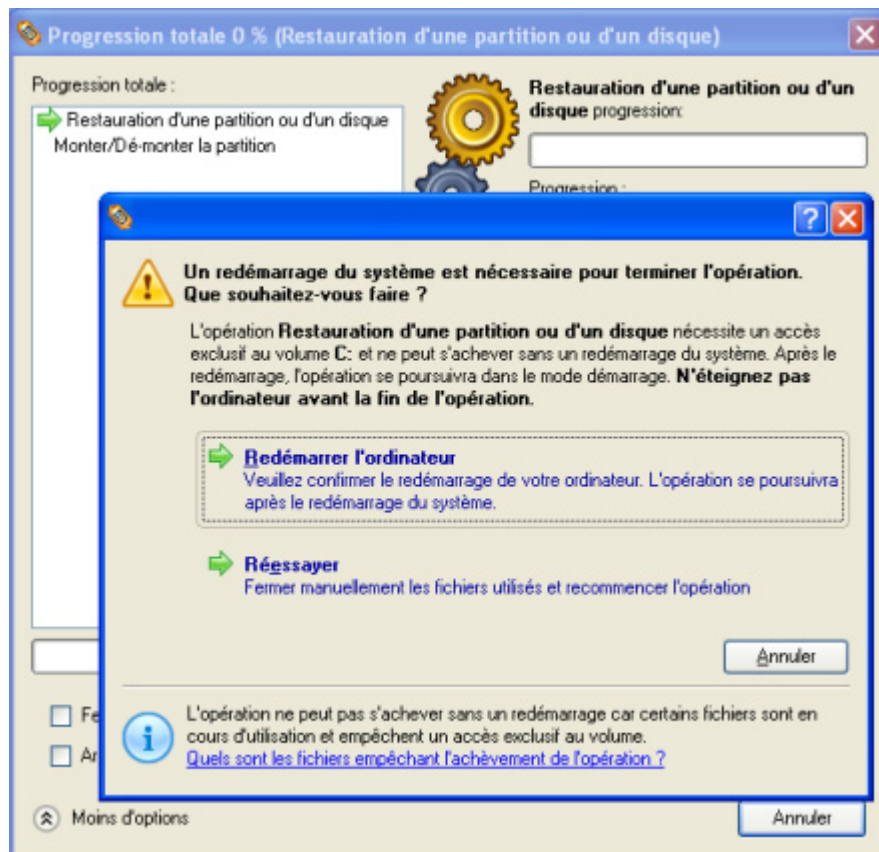 Progression totale 0 % (Restauration d'une partition ou d'un disque)
Progression totale :
Restauration d'une partition ou d'un disque
Monter/Dé-monter la partition
Restauration d'une partition ou d'un
disque progression:
Progression :
Un redémarrage du système est nécessaire pour terminer l'opération.
Que souhaitez-vous faire ?
L'opération Restauration d'une partition ou d'un disque nécessite un accès
exclusif au volume C: et ne peut s'achever sans un redémarrage du système. Après le
redémarrage, l'opération se poursuivra dans le mode démarrage. N'éteignez pas
l'ordinateur avant la fin de l'opération.
Redémarrer l'ordinateur
Veuillez confirmer le redémarrage de votre ordinateur. L'opération se poursuivra
après le redémarrage du système.
Réessayer
Fermer manuellement les fichiers utilisés et recommencer l'opération
Annuler
L'opération ne peut pas s'achever sans un redémarrage car certains fichiers sont en
cours d'utilisation et empêchent un accès exclusif au volume.
Quels sont les fichiers empêchant l'achèvement de l'opération ?
Fe
Ar
Moins d'options
Annuler